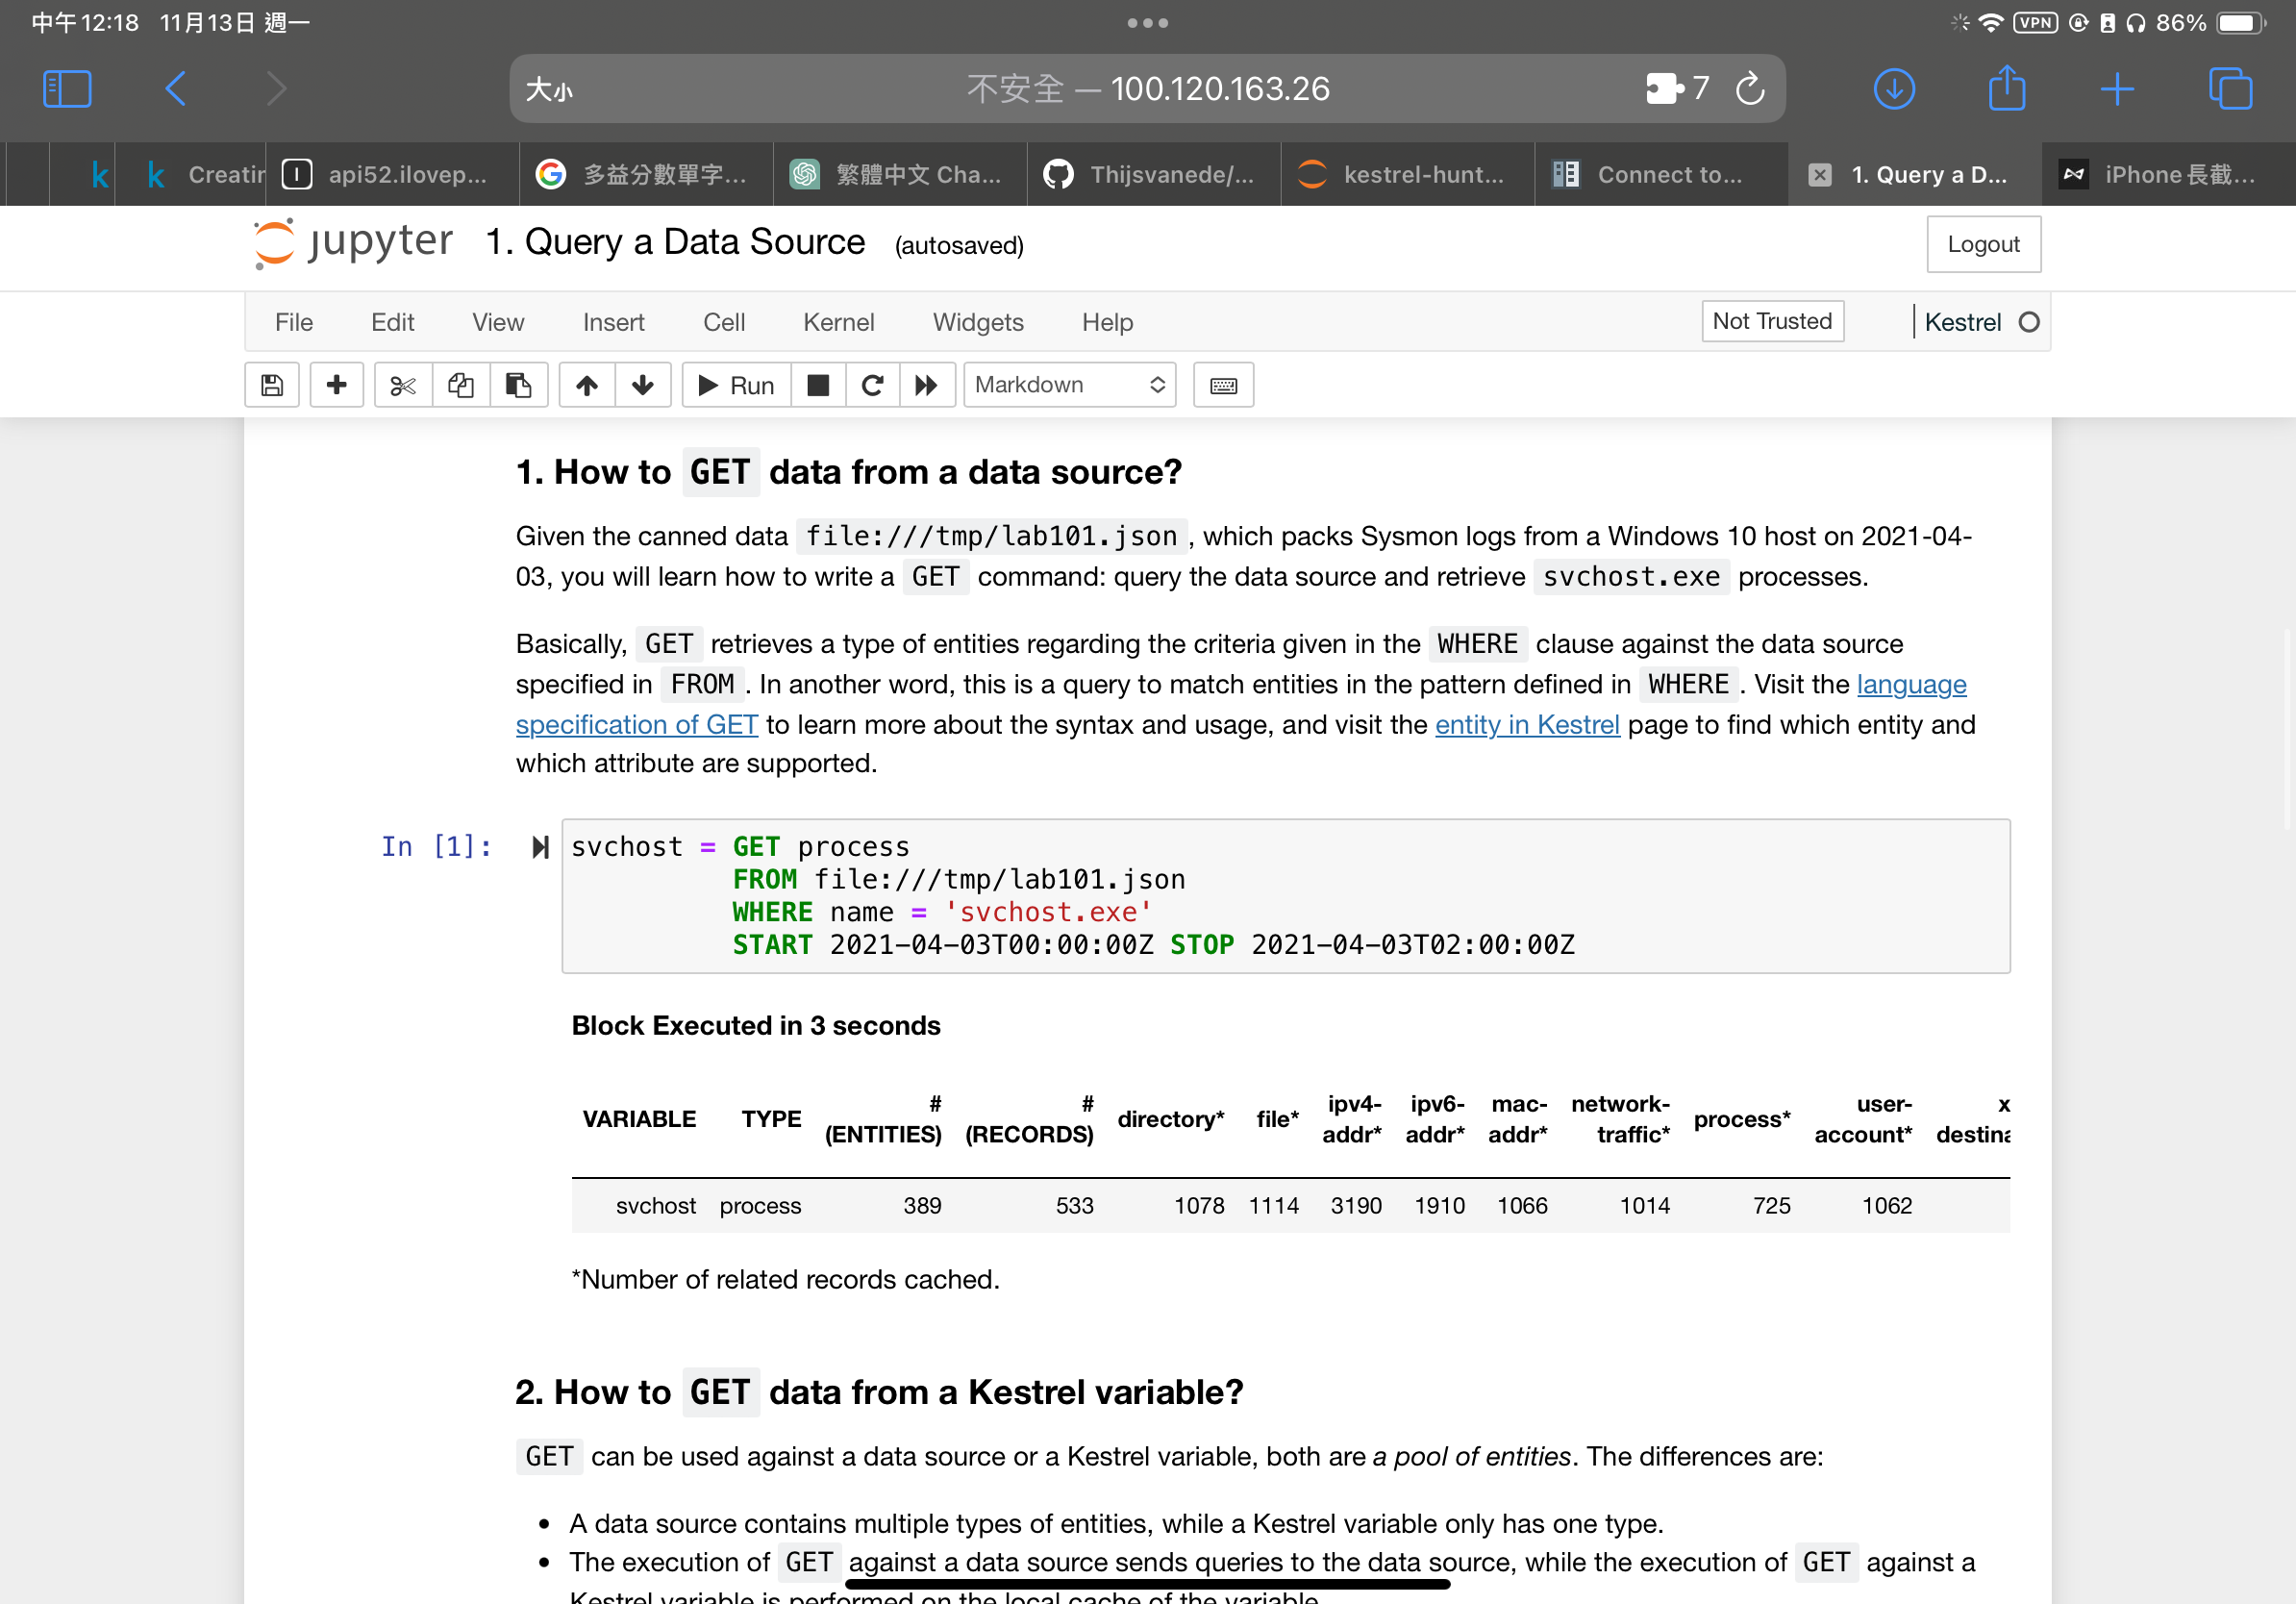 中午12:18 11月13日 週一
VPN 86%
大小 不安全 — 100.120.163.26 7
k
k Creatin
I api52.ilovep...
G 多益分數單字...
繁體中文 Cha...
Thijsvanede/...
kestrel-hunt...
Connect to...
1. Query a D...
iPhone 長截...
jupyter 1. Query a Data Source (autosaved) Logout
File Edit View Insert Cell Kernel Widgets Help Not Trusted Kestrel
Run Markdown
1. How to GET data from a data source?
Given the canned data file:///tmp/lab101.json , which packs Sysmon logs from a Windows 10 host on 2021-04-
03, you will learn how to write a GET command: query the data source and retrieve svchost.exe processes.
Basically, GET retrieves a type of entities regarding the criteria given in the WHERE clause against the data source
specified in FROM . In another word, this is a query to match entities in the pattern defined in WHERE . Visit the language
specification of GET to learn more about the syntax and usage, and visit the entity in Kestrel page to find which entity and
which attribute are supported.
In [1]: svchost = GET process
FROM file:///tmp/lab101.json
WHERE name = 'svchost.exe'
START 2021-04-03T00:00:00Z STOP 2021-04-03T02:00:00Z
Block Executed in 3 seconds
VARIABLE TYPE # (ENTITIES) # (RECORDS) directory* file* ipv4-addr* ipv6-addr* mac-addr* network-traffic* process* user-account* x destina
svchost process 389 533 1078 1114 3190 1910 1066 1014 725 1062
*Number of related records cached.
2. How to GET data from a Kestrel variable?
GET can be used against a data source or a Kestrel variable, both are a pool of entities. The differences are:
• A data source contains multiple types of entities, while a Kestrel variable only has one type.
• The execution of GET against a data source sends queries to the data source, while the execution of GET against a
Kestrel variable is performed on the local cache of the variable.